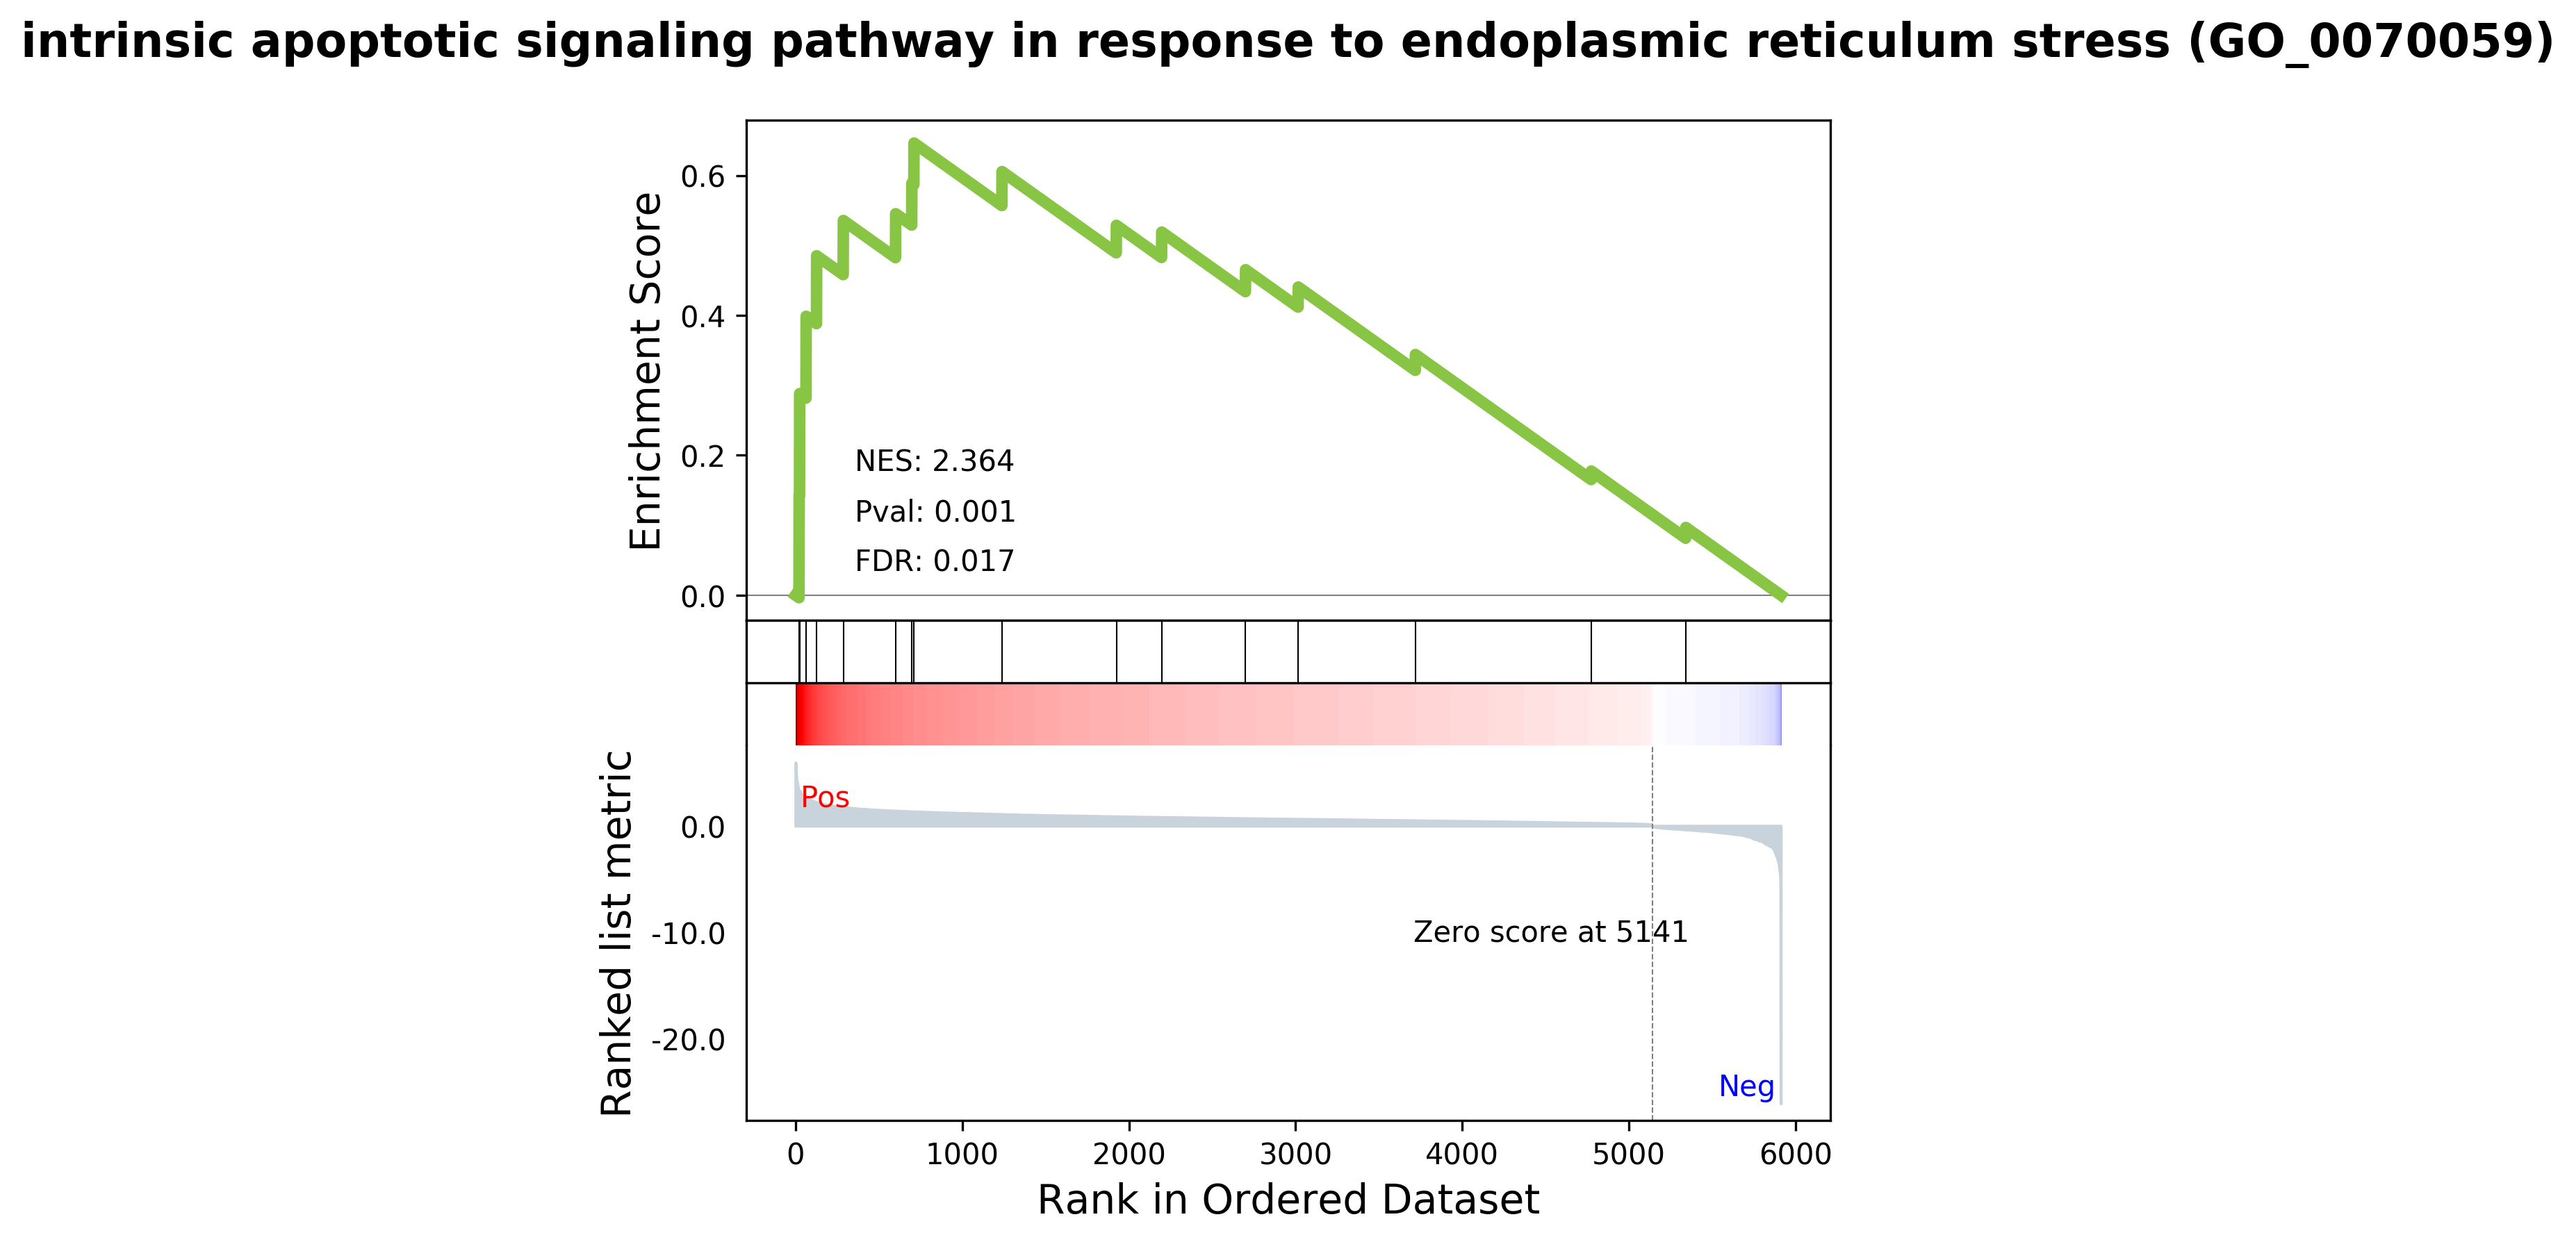 intrinsic apoptotic signaling pathway in response to endoplasmic reticulum stress (GO_0070059)
Enrichment Score
0.6
0.4
0.2
0.0
NES: 2.364
Pval: 0.001
FDR: 0.017
Ranked list metric
Pos
0.0
-10.0
-20.0
Zero score at 5141
Neg
0 1000 2000 3000 4000 5000 6000
Rank in Ordered Dataset